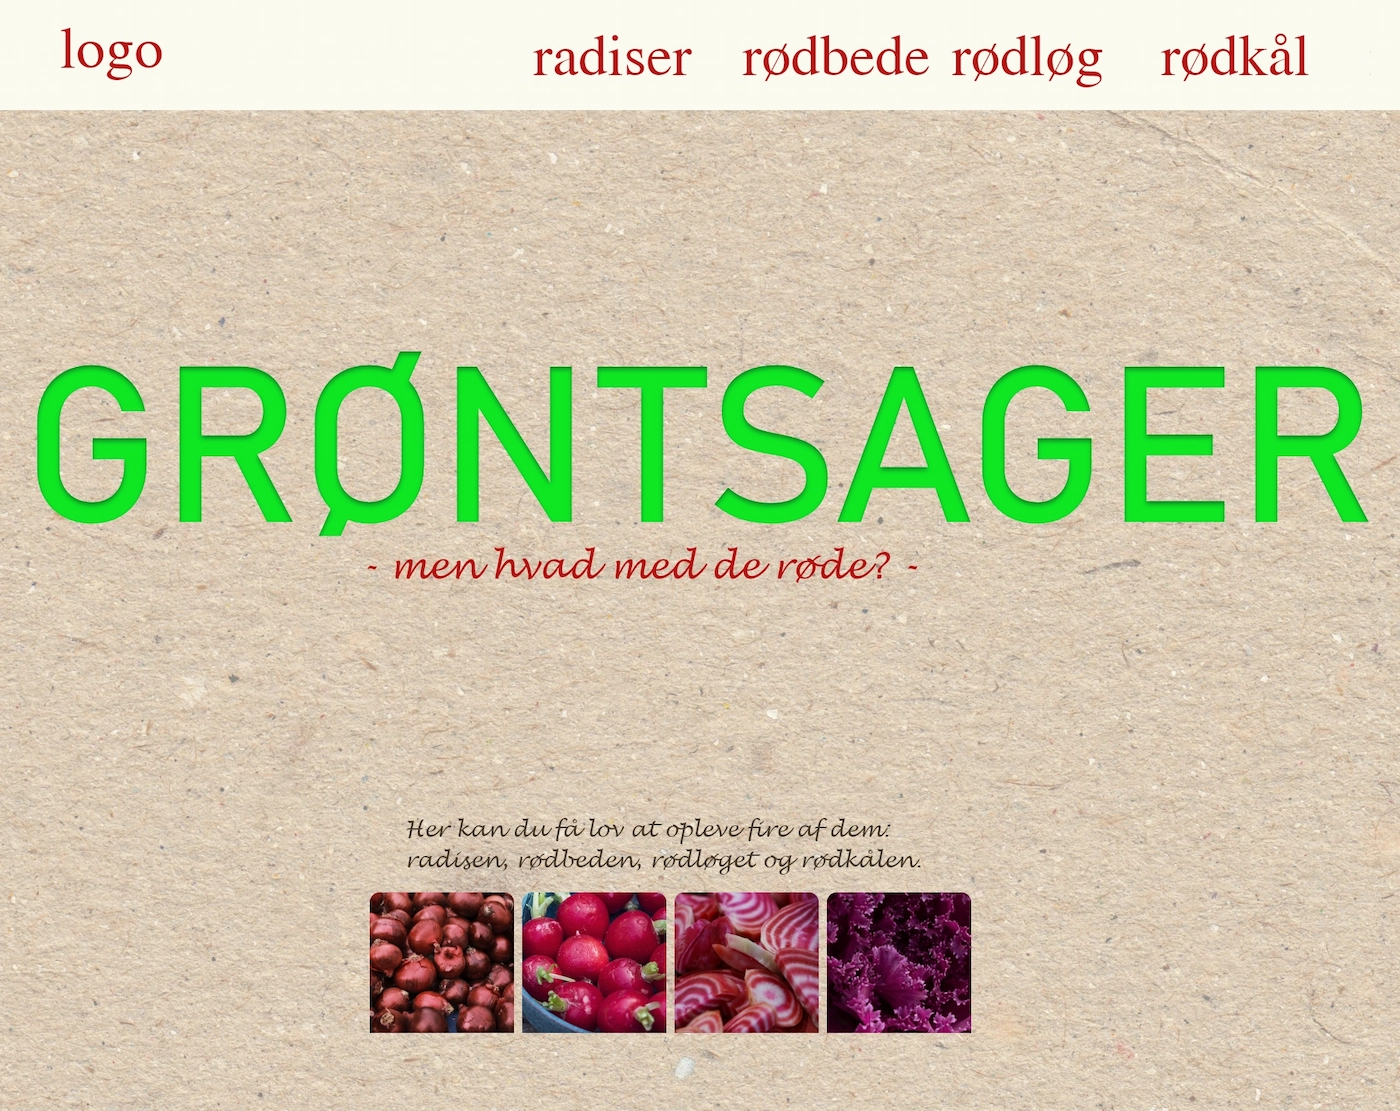 logo
radiser rødbede rødløg rødkål
GRØNTSAGER
- men hvad med de røde? -
Her kan du få lov at opleve fire af dem:
radisen, rødbeden, rødløget og rødkålen.